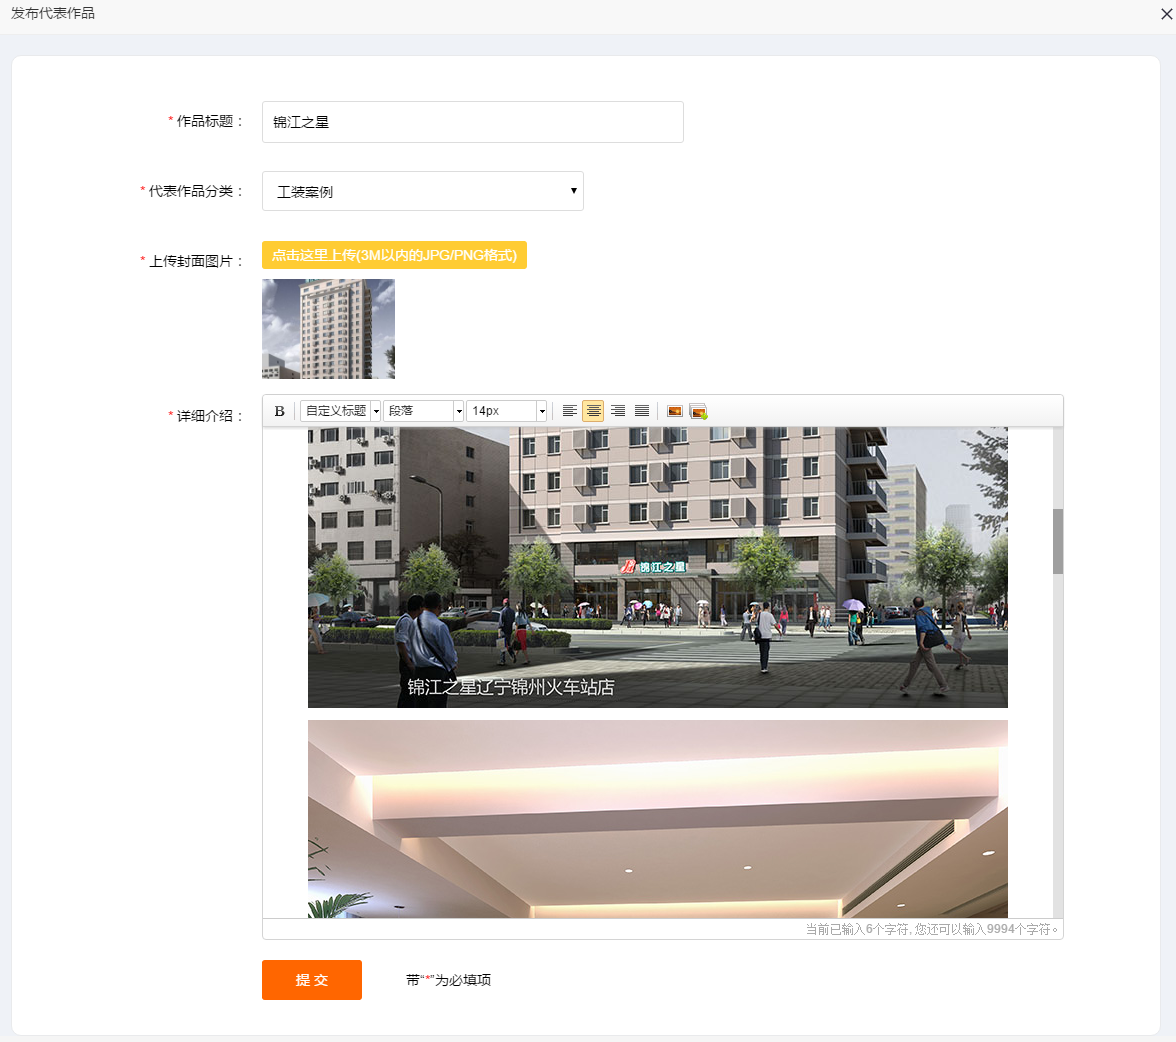 发布代表作品
* 作品标题：
锦江之星
* 代表作品分类：
工装案例
* 上传封面图片：
点击这里上传(3M以内的JPG/PNG格式)
* 详细介绍：
B 自定义标题 段落 14px
锦江之星
锦江之星辽宁锦州火车站店
当前已输入6个字符, 您还可以输入9994个字符。
提 交
带“*”为必填项